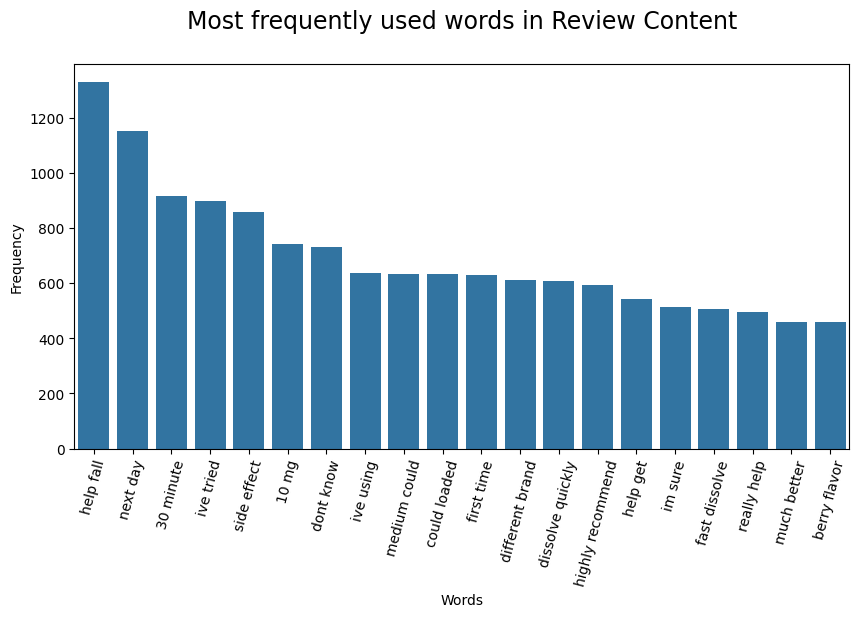 Most frequently used words in Review Content
Frequency
1200
1000
800
600
400
200
0
help fall
next day
30 minute
ive tried
side effect
10 mg
dont know
ive using
medium could
could loaded
first time
different brand
dissolve quickly
highly recommend
help get
im sure
fast dissolve
really help
much better
berry flavor
Words